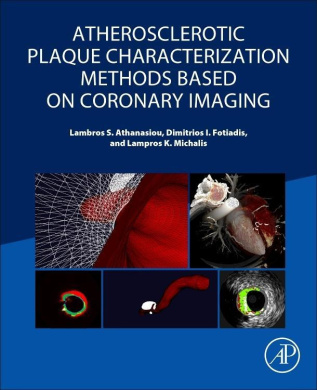 ATHEROSCLEROTIC
PLAQUE CHARACTERIZATION
METHODS BASED
ON CORONARY IMAGING
Lambros S. Athanasiou, Dimitrios I. Fotiadis,
and Lampros K. Michalis
AP